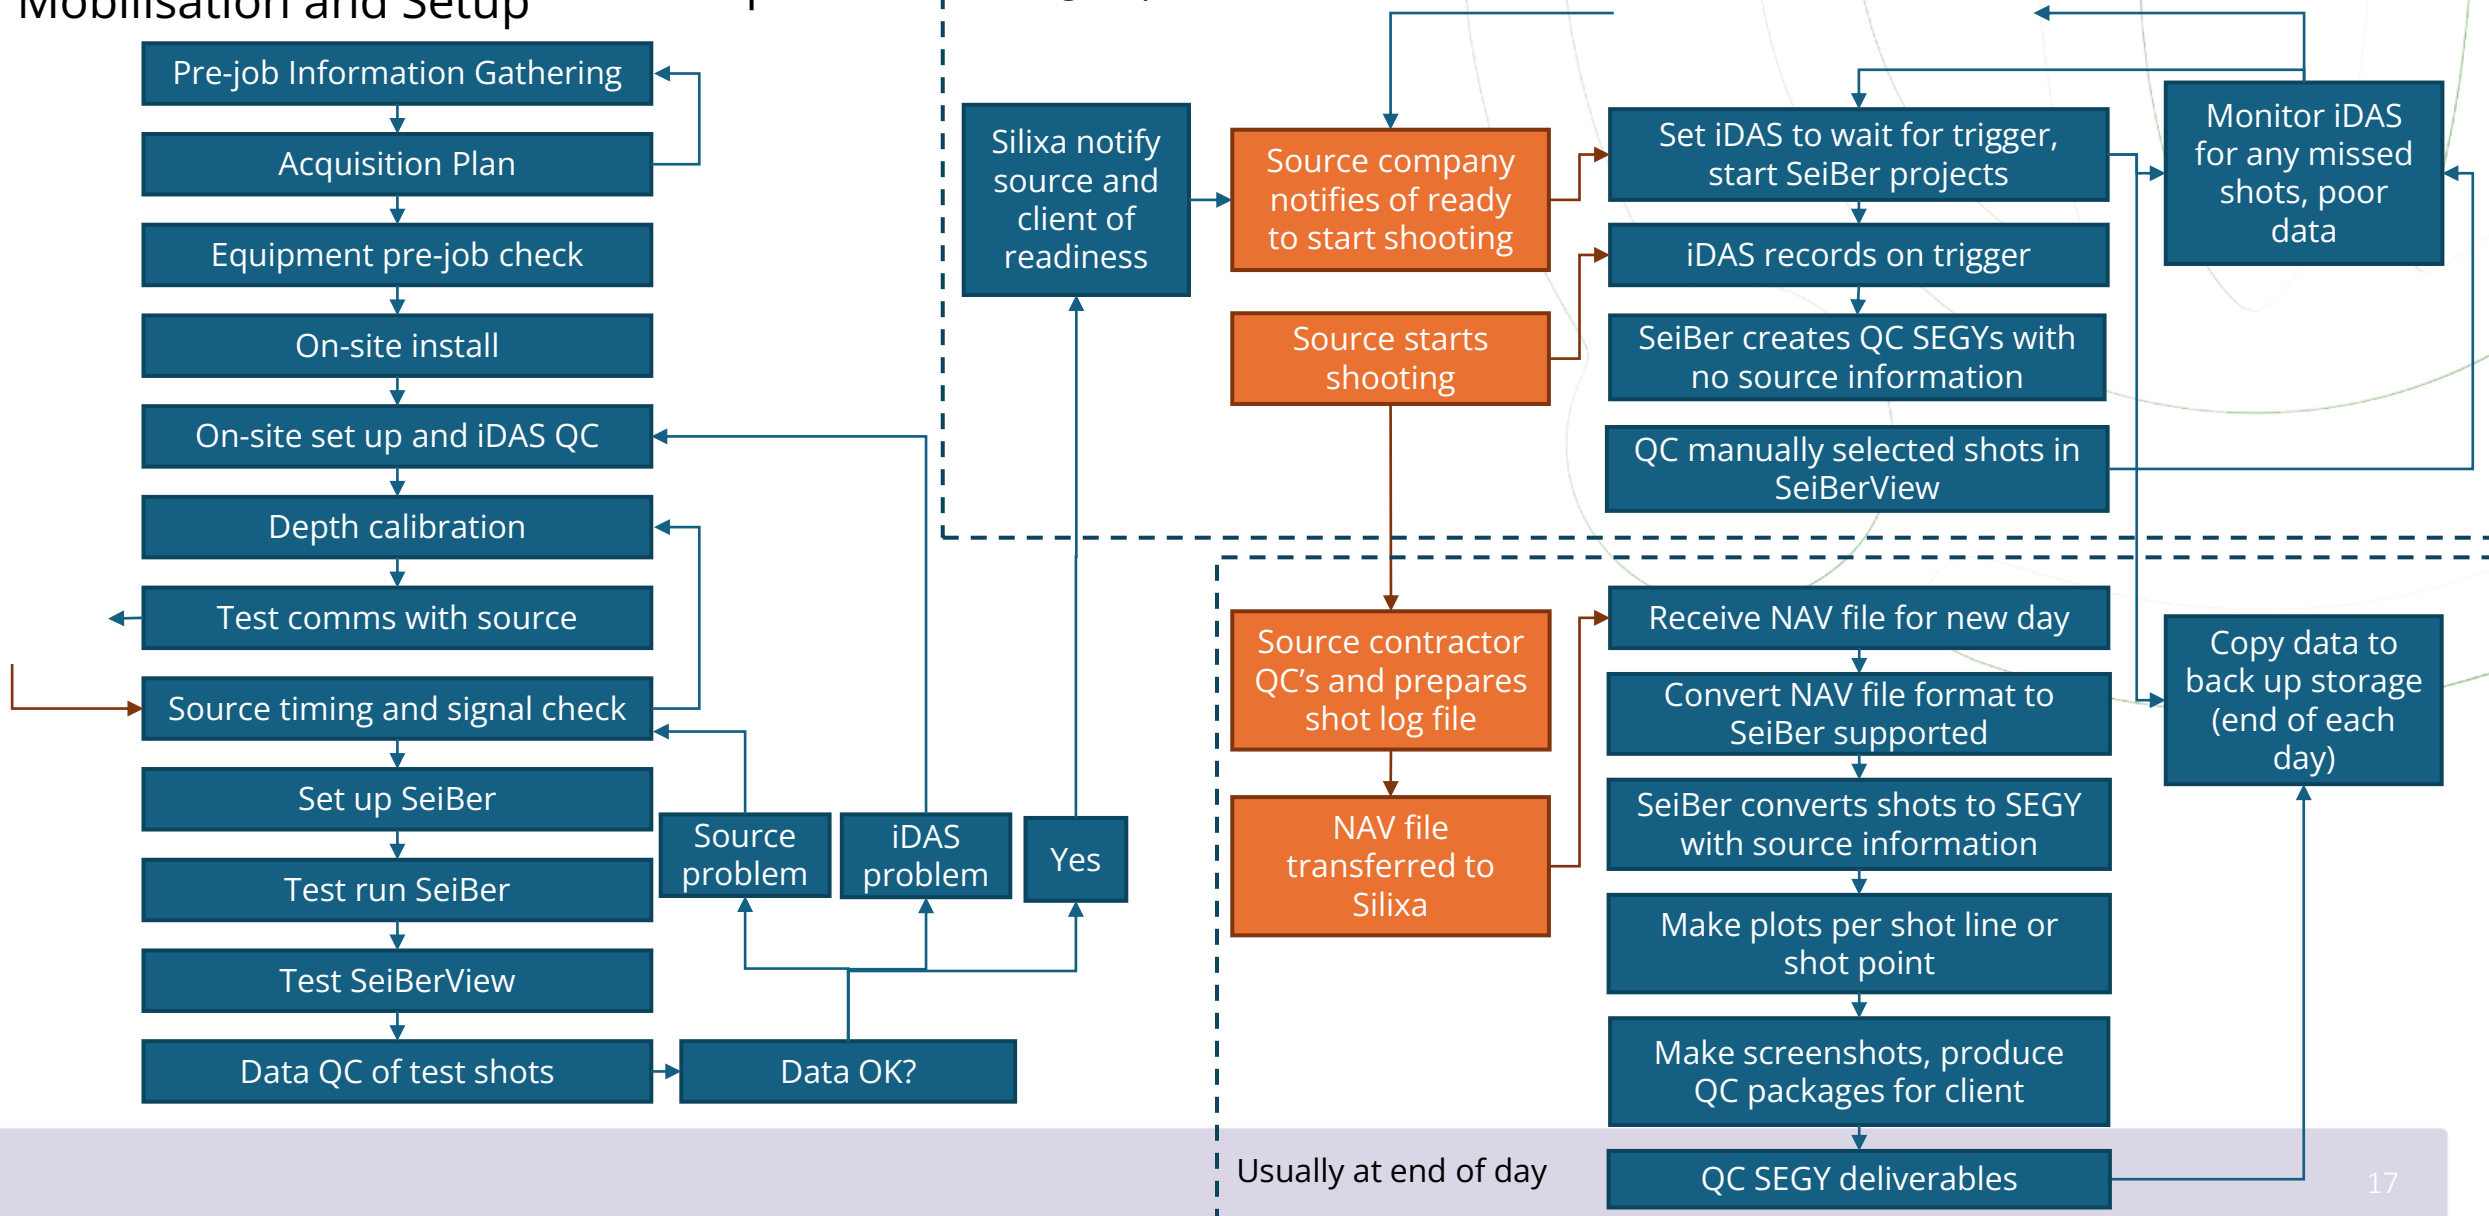 Mobilisation and Setup
Pre-job Information Gathering
Acquisition Plan
Equipment pre-job check
On-site install
On-site set up and iDAS QC
Depth calibration
Test comms with source
Source timing and signal check
Set up SeiBer
Test run SeiBer
Test SeiBerView
Data QC of test shots
Data OK?
Source
problem
iDAS
problem
Yes
Silixa notify
source and
client of
readiness
Source company
notifies of ready
to start shooting
Source starts
shooting
Set iDAS to wait for trigger,
start SeiBer projects
iDAS records on trigger
SeiBer creates QC SEGYs with
no source information
QC manually selected shots in
SeiBerView
Monitor iDAS
for any missed
shots, poor
data
Source contractor
QC’s and prepares
shot log file
NAV file
transferred to
Silixa
Receive NAV file for new day
Convert NAV file format to
SeiBer supported
SeiBer converts shots to SEGY
with source information
Make plots per shot line or
shot point
Make screenshots, produce
QC packages for client
QC SEGY deliverables
Copy data to
back up storage
(end of each
day)
Usually at end of day
17